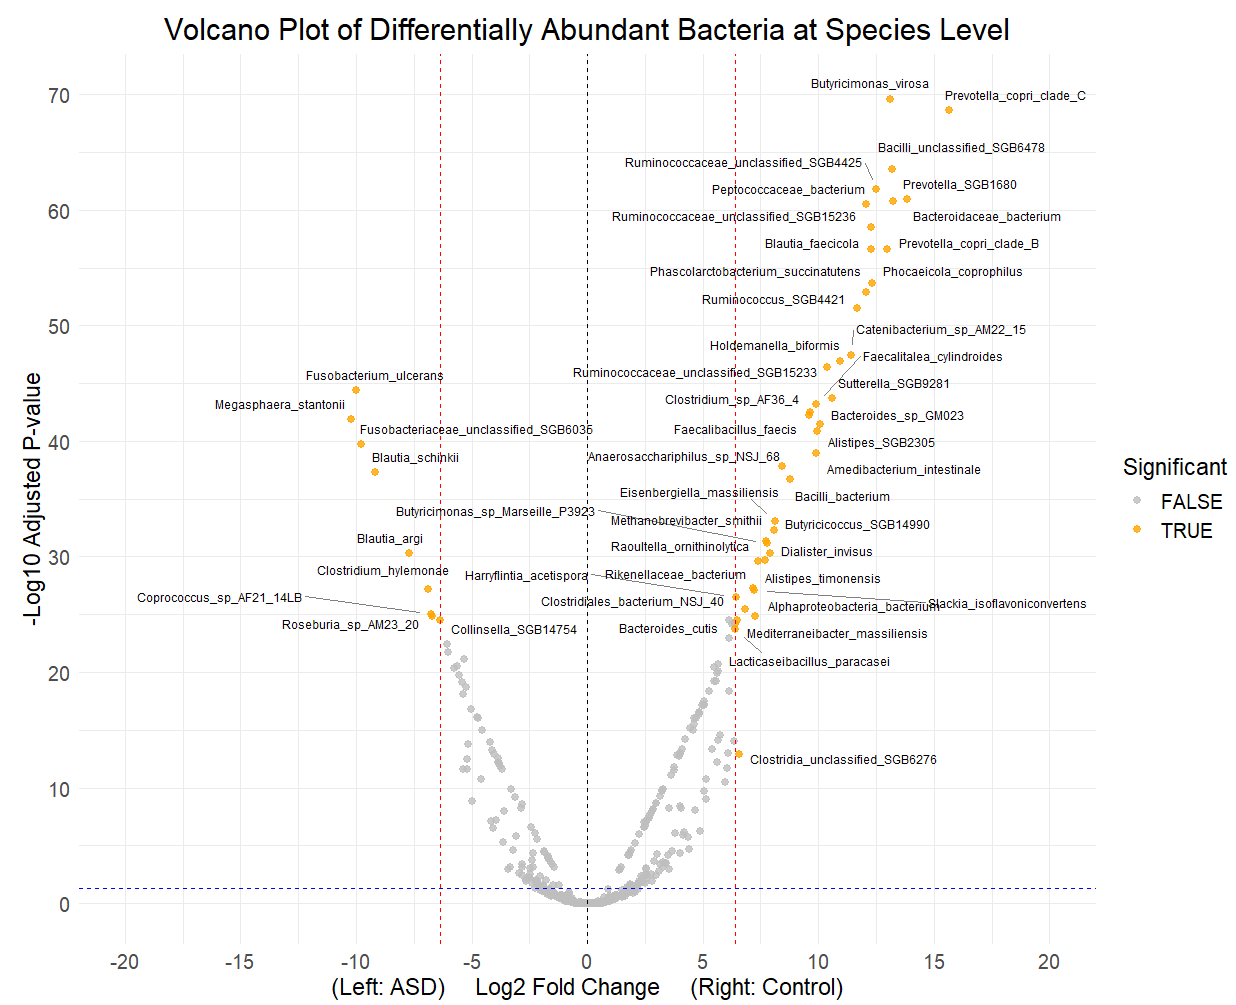 Volcano Plot of Differentially Abundant Bacteria at Species Level
-Log10 Adjusted P-value
70
60
50
40
30
20
10
0
Butyricimonas_virosa
Prevotella_copri_clade_C
Bacilli_unclassified_SGB6478
Ruminococcaceae_unclassified_SGB4425
Prevotella_SGB1680
Peptococcaceae_bacterium
Ruminococcaceae_unclassified_SGB15236
Bacteroidaceae_bacterium
Blautia_faecicola
Prevotella_copri_clade_B
Phascolarctobacterium_succinatutens
Phocaeicola_coprophilus
Ruminococcus_SGB4421
Catenibacterium_sp_AM22_15
Holdemanella_biformis
Faecalitalea_cylindroides
Ruminococcaceae_unclassified_SGB15233
Fusobacterium_ulcerans
Sutterella_SGB9281
Clostridium_sp_AF36_4
Megasphaera_stantonii
Bacteroides_sp_GM023
Fusobacteriaceae_unclassified_SGB6035
Faecalibacillus_faecis
Alistipes_SGB2305
Blautia_schinkii
Anaerosacchariphilus_sp_NSJ_68
Amedibacterium_intestinale
Eisenbergiella_massiliensis
Bacilli_bacterium
Butyricimonas_sp_Marseille_P3923
Methanobrevibacter_smithii
Butyricicoccus_SGB14990
Blautia_argi
Raoultella_ornithinolytica
Dialister_invisus
Clostridium_hylemonae
Harryflintia_acetispora
Rikenellaceae_bacterium
Alistipes_timonensis
Coprococcus_sp_AF21_14LB
Clostridiales_bacterium_NSJ_40
Alphaproteobacteria_bacterium
Slackia_isoflavoniconvertens
Roseburia_sp_AM23_20
Collinsella_SGB14754
Bacteroides_cutis
Mediterraneibacter_massiliensis
Lacticaseibacillus_paracasei
Clostridia_unclassified_SGB6276
Significant
FALSE
TRUE
-20 -15 -10 -5 0 5 10 15 20
(Left: ASD) Log2 Fold Change (Right: Control)